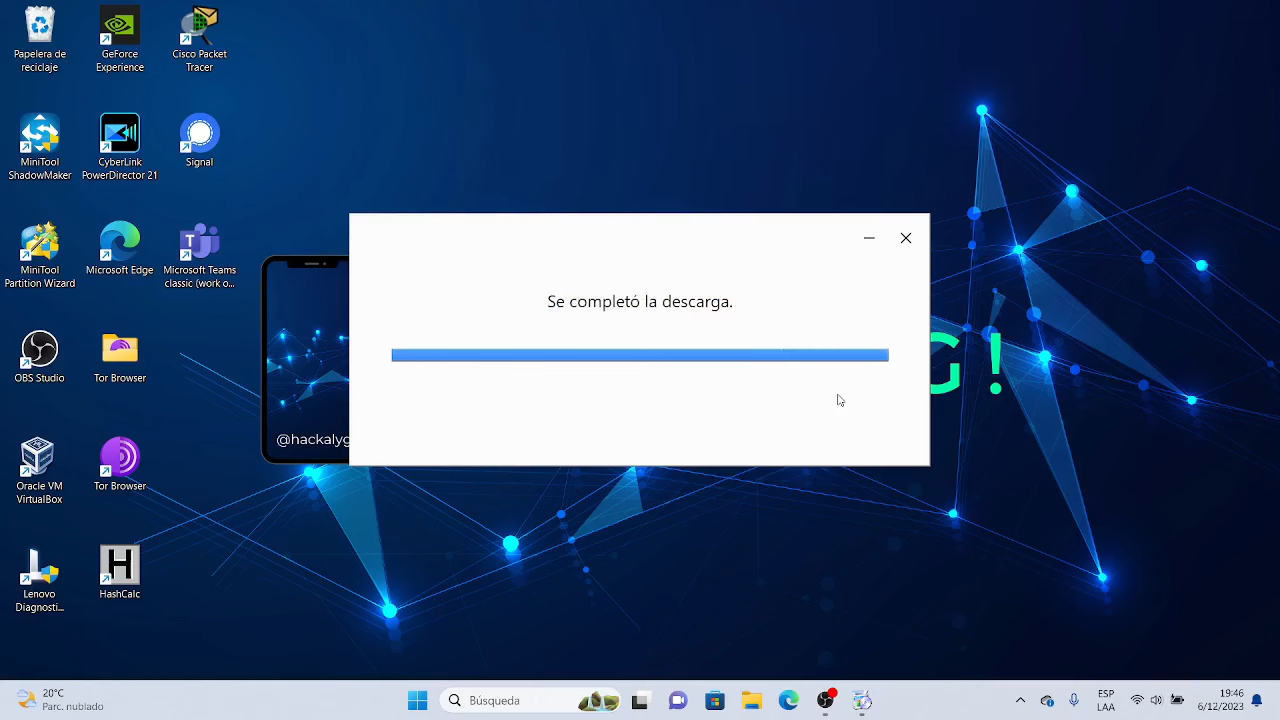 Papelera de
reciclaje
GeForce
Experience
Cisco Packet
Tracer
MiniTool
ShadowMaker
CyberLink
PowerDirector 21
Signal
MiniTool
Partition Wizard
Microsoft Edge
Microsoft Teams
classic (work o...
OBS Studio
Tor Browser
Oracle VM
VirtualBox
Tor Browser
Lenovo
Diagnosti...
H
HashCalc
Se completó la descarga.
G!
@hackalyg
20°C
Parc. nublado
Búsqueda
ESP
LAA
19:46
6/12/2023